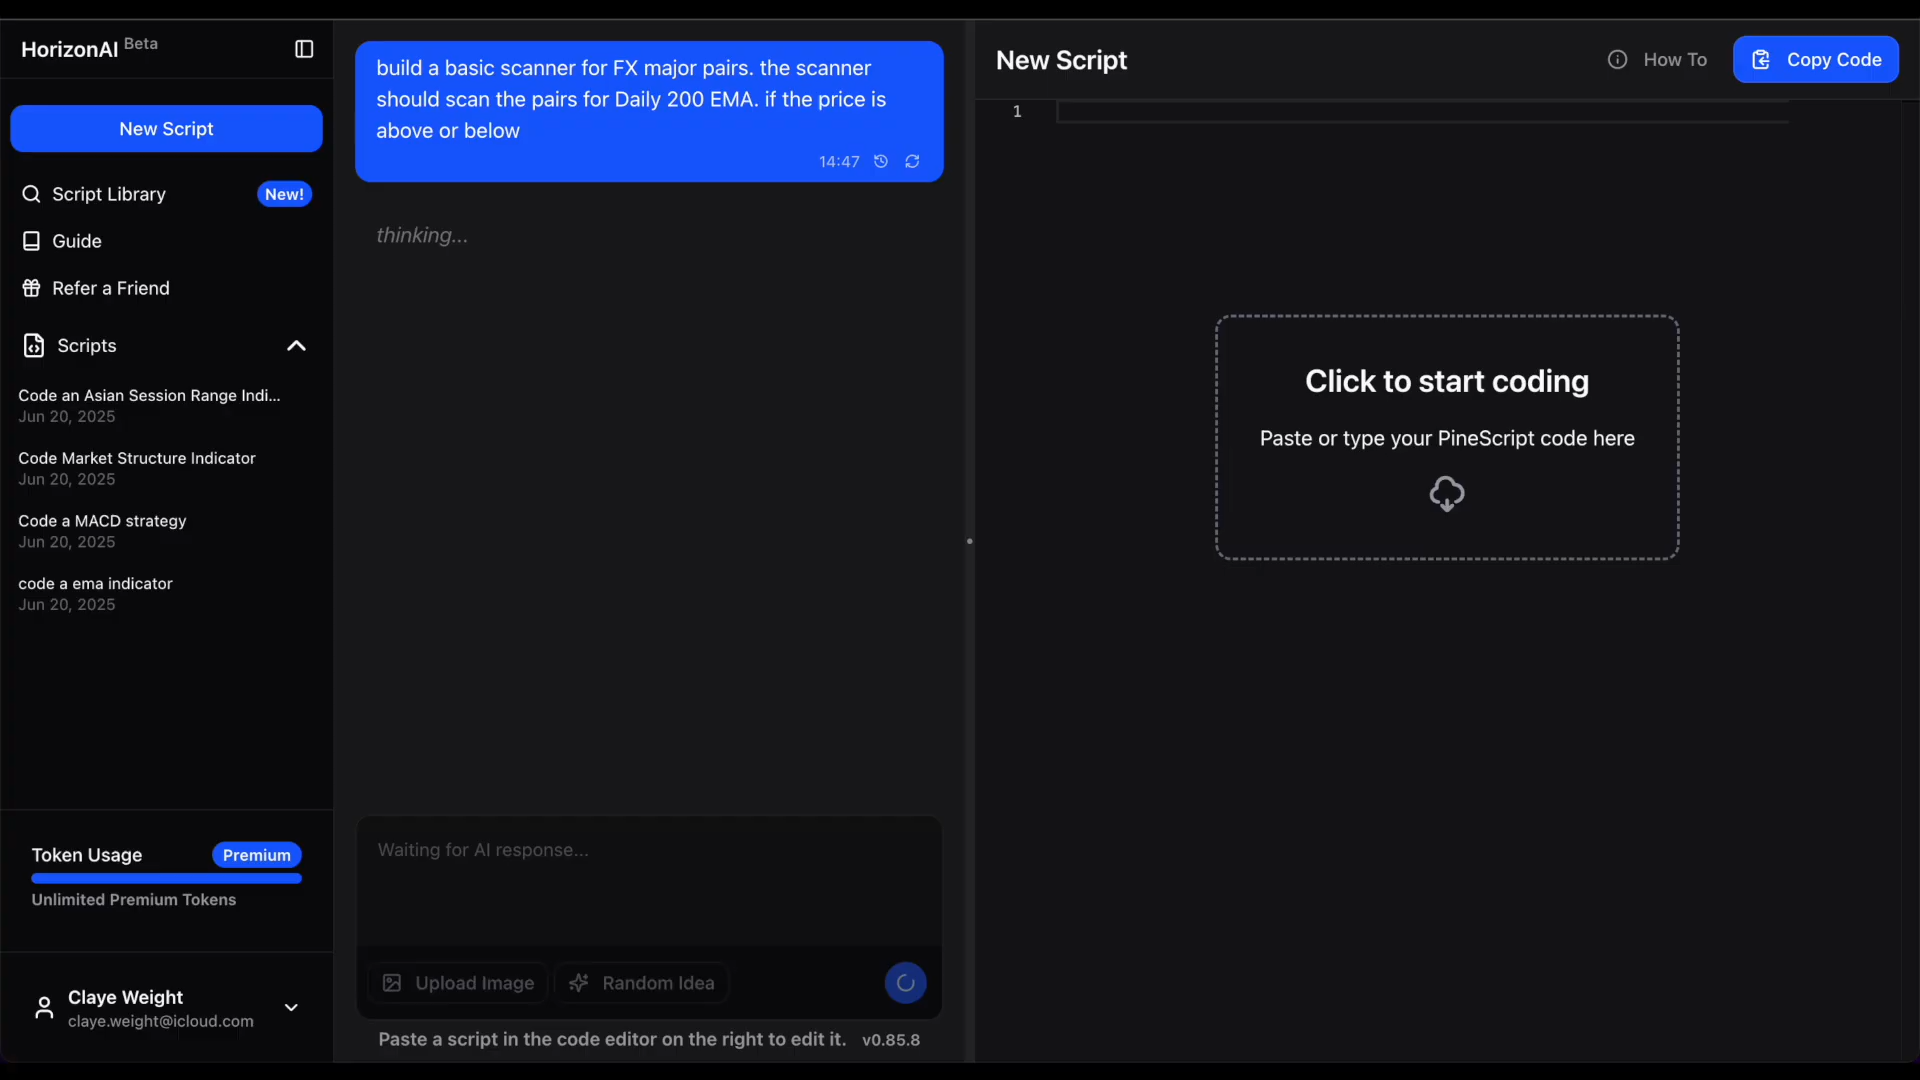 HorizonAI Beta
New Script
Script Library New!
Guide
Refer a Friend
Scripts
Code an Asian Session Range Indi...
Jun 20, 2025
Code Market Structure Indicator
Jun 20, 2025
Code a MACD strategy
Jun 20, 2025
code a ema indicator
Jun 20, 2025
Token Usage Premium
Unlimited Premium Tokens
Claye Weight
claye.weight@icloud.com
build a basic scanner for FX major pairs. the scanner
should scan the pairs for Daily 200 EMA. if the price is
above or below
14:47
thinking...
Waiting for AI response...
Upload Image Random Idea
Paste a script in the code editor on the right to edit it. v0.85.8
New Script How To Copy Code
1
Click to start coding
Paste or type your PineScript code here